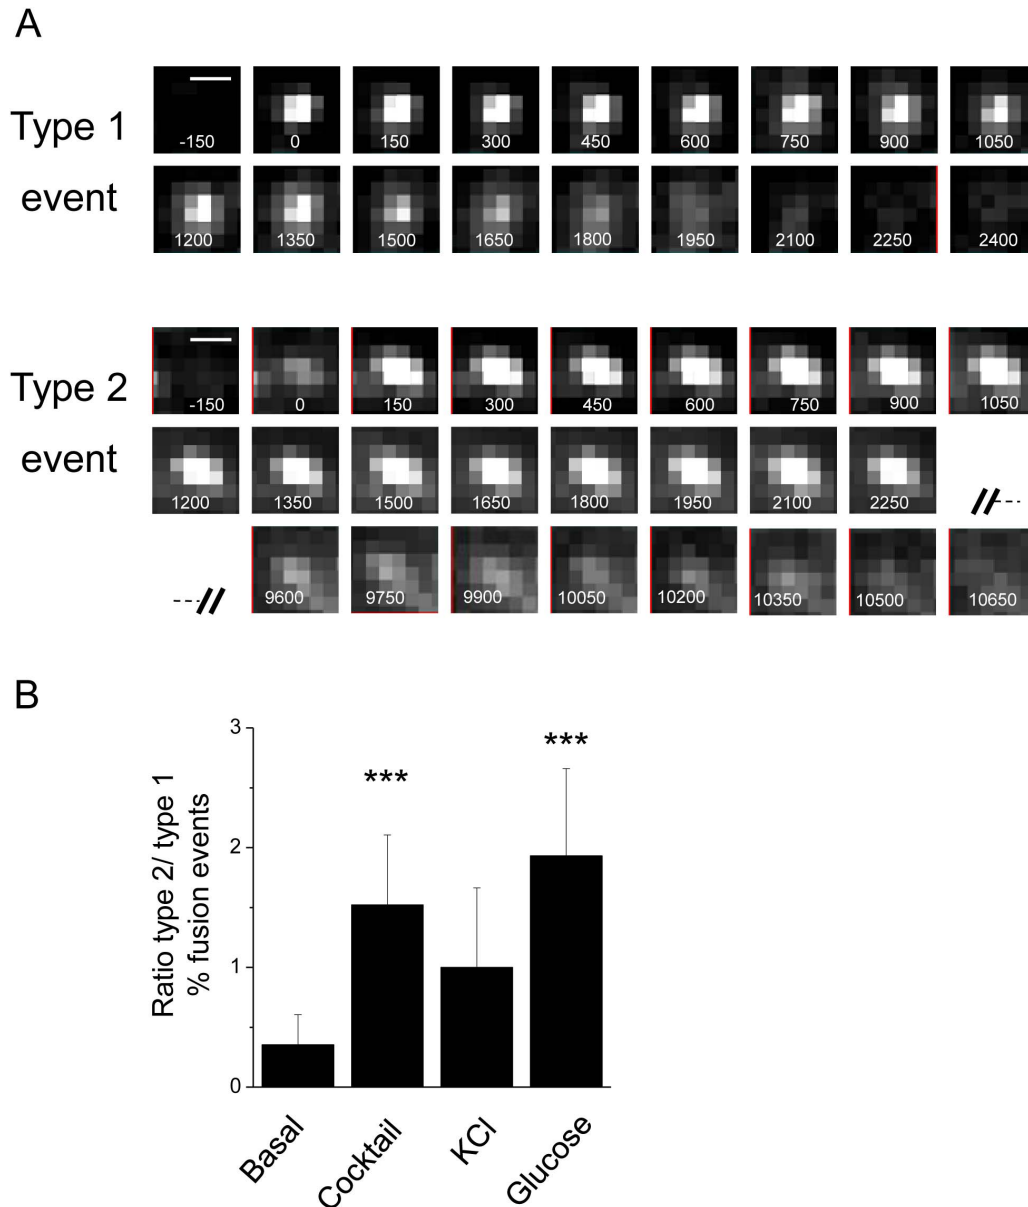 A
Type 1
event
-150 0 150 300 450 600 750 900 1050
1200 1350 1500 1650 1800 1950 2100 2250 2400
Type 2
event
-150 0 150 300 450 600 750 900 1050
1200 1350 1500 1650 1800 1950 2100 2250
9600 9750 9900 10050 10200 10350 10500 10650
B
Ratio type 2/ type 1
% fusion events
3
2
1
0
***
***
Basal
Cocktail
KCl
Glucose